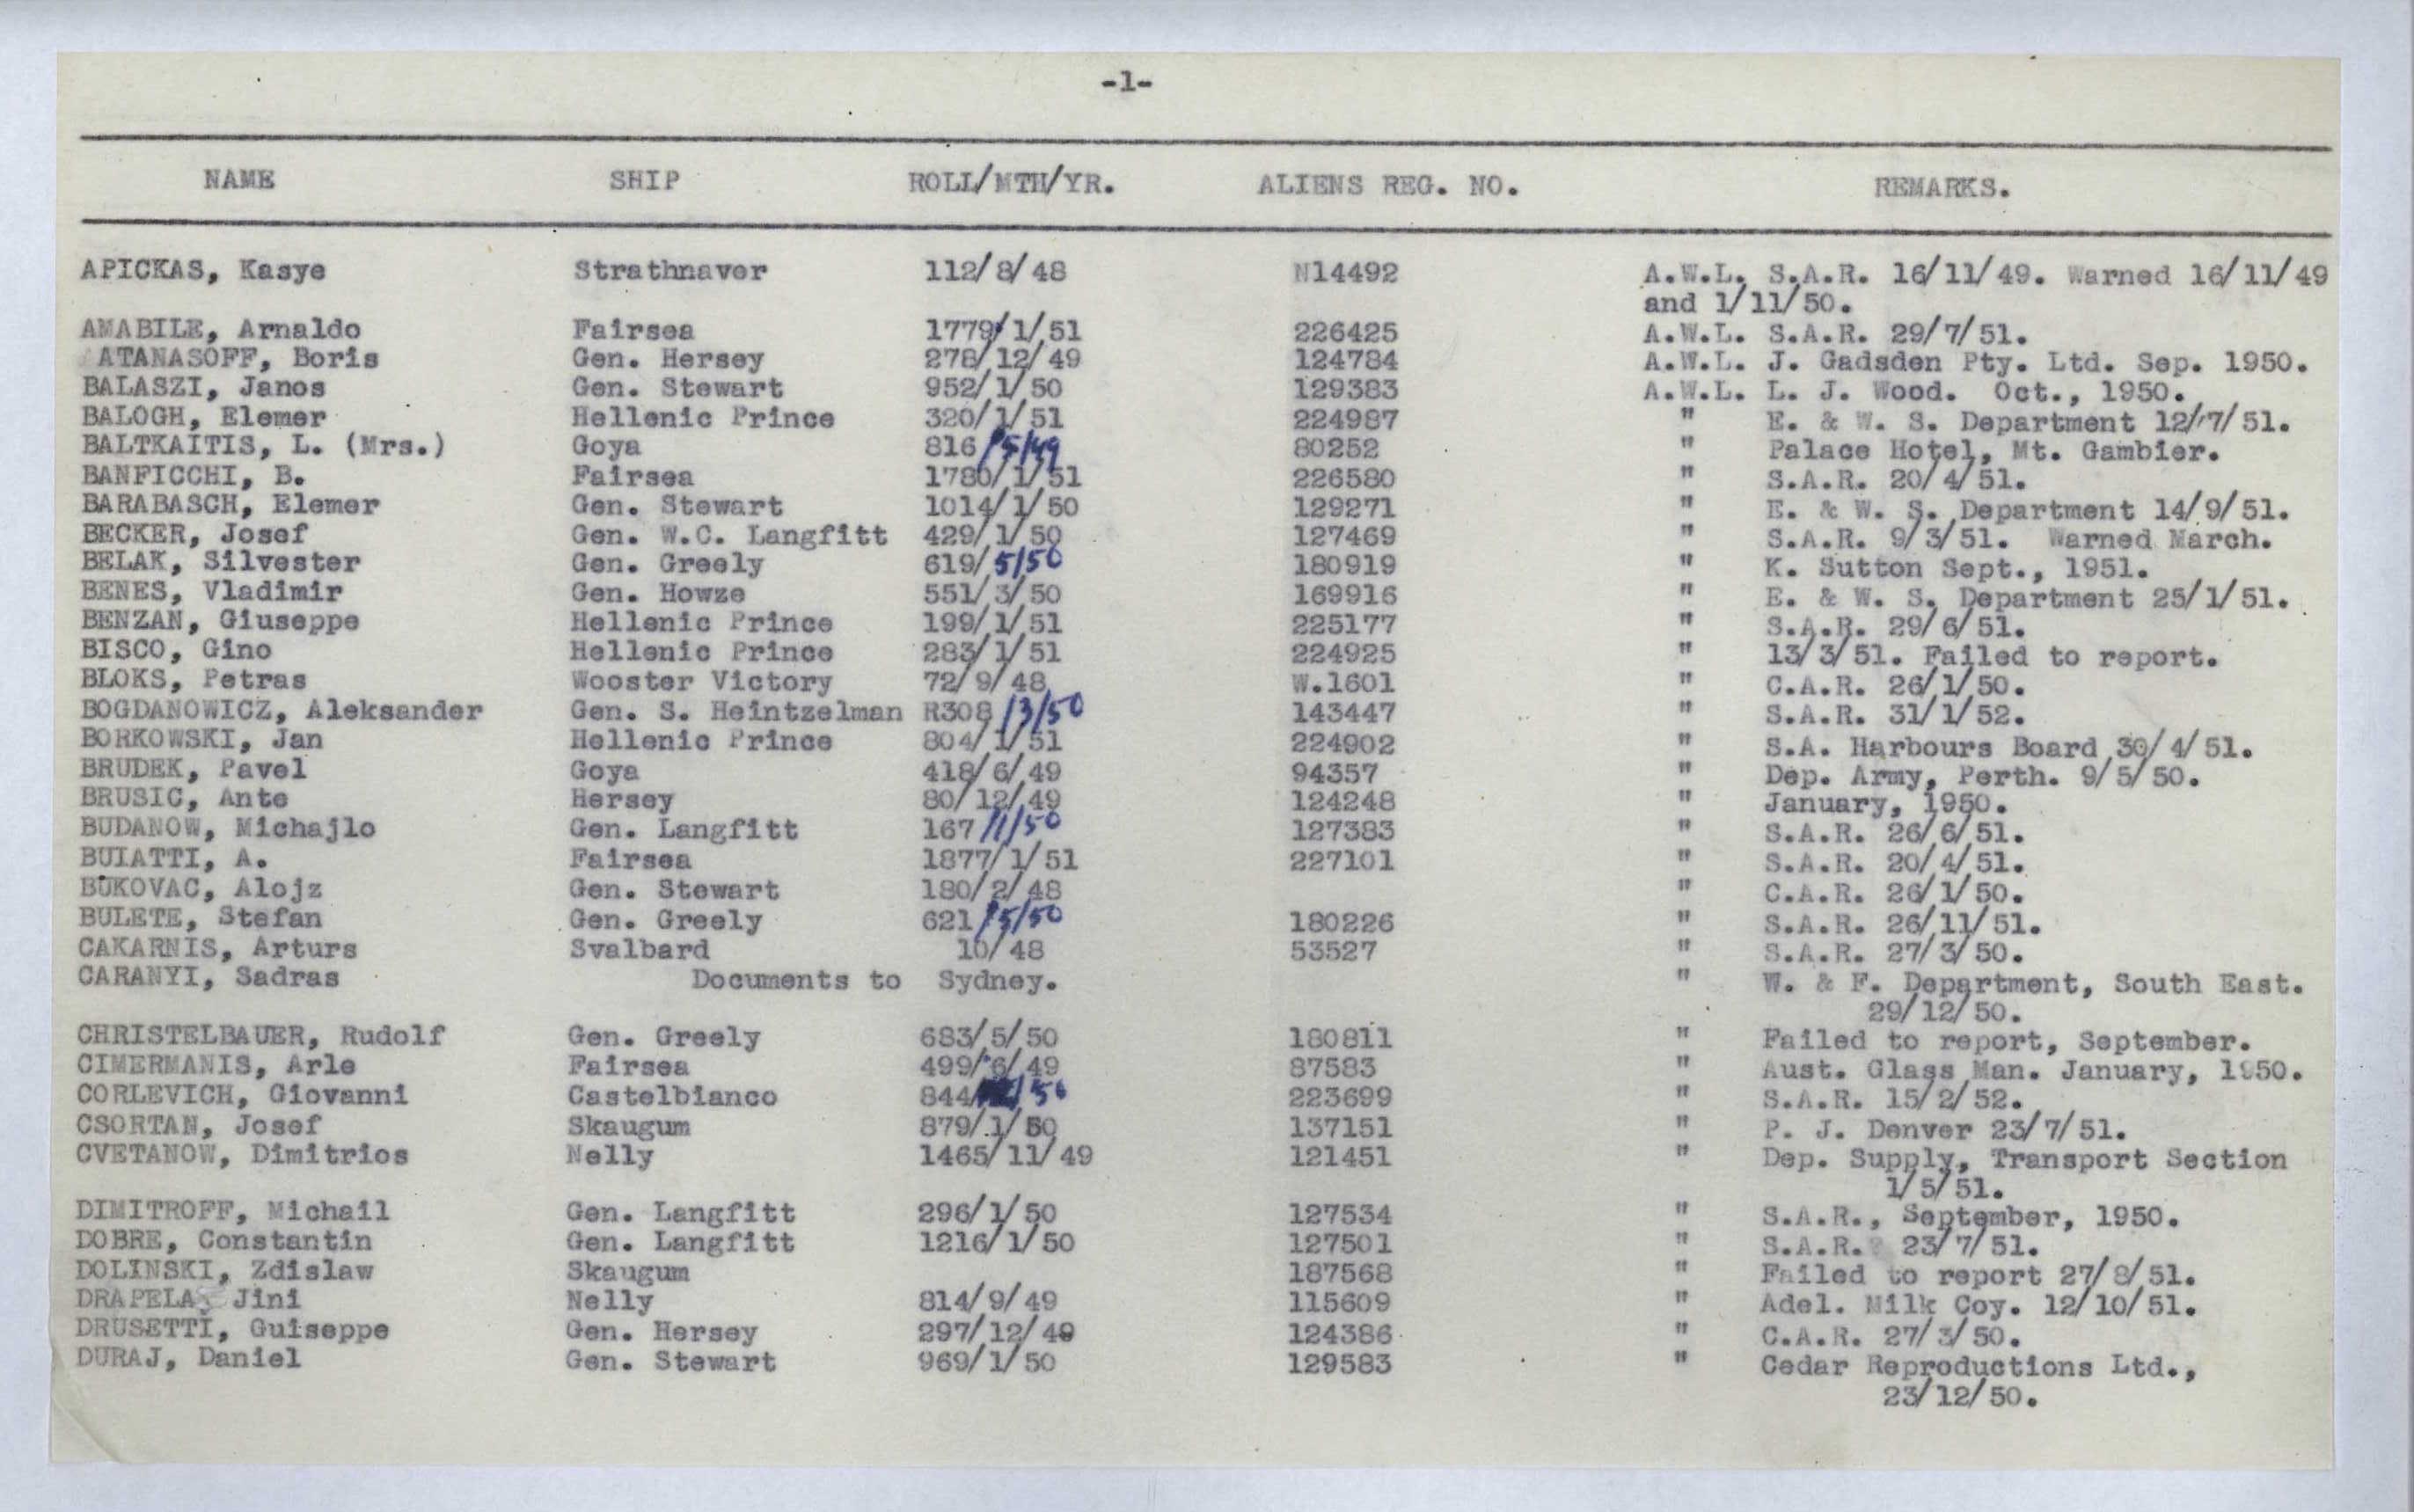 -1-
NAME SHIP ROLL/MTH/YR. ALIENS REG. NO. REMARKS.
APICKAS, Kasye Strathnaver 112/8/48 N14492 A.W.L. S.A.R. 16/11/49. Warned 16/11/49
and 1/11/50.
AMABILE, Arnaldo Fairsea 1779/1/51 226425 A.W.L. S.A.R. 29/7/51.
ATANASOFF, Boris Gen. Hersey 278/12/49 124784 A.W.L. J. Gadsden Pty. Ltd. Sep. 1950.
BALASZI, Janos Gen. Stewart 952/1/50 129383 A.W.L. L. J. Wood. Oct., 1950.
BALOGH, Elemer Hellenic Prince 320/1/51 224987 " E. & W. S. Department 12/7/51.
BALTKAITIS, L. (Mrs.) Goya 816/5/49 80252 " Palace Hotel, Mt. Gambier.
BANFICCHI, B. Fairsea 1780/1/51 226580 " S.A.R. 20/4/51.
BARABASCH, Elemer Gen. Stewart 1014/1/50 129271 " E. & W. S. Department 14/9/51.
BECKER, Josef Gen. W.C. Langfitt 429/1/50 127469 " S.A.R. 9/3/51. Warned March.
BELAK, Silvester Gen. Greely 619/5/50 180919 " K. Sutton Sept., 1951.
BENES, Vladimir Gen. Howze 551/3/50 169916 " E. & W. S. Department 25/1/51.
BENZAN, Giuseppe Hellenic Prince 199/1/51 225177 " S.A.R. 29/6/51.
BISCO, Gino Hellenic Prince 283/1/51 224925 " 13/3/51. Failed to report.
BLOKS, Petras Wooster Victory 72/9/48 W.1601 " C.A.R. 26/1/50.
BOGDANOWICZ, Aleksander Gen. S. Heintzelman R308/3/50 143447 " S.A.R. 31/1/52.
BORKOWSKI, Jan Hellenic Prince 804/1/51 224902 " S.A. Harbours Board 30/4/51.
BRUDEK, Pavel Goya 418/6/49 94357 " Dep. Army, Perth. 9/5/50.
BRUSIC, Ante Hersey 80/12/49 124248 " January, 1950.
BUDANOW, Michajlo Gen. Langfitt 167/1/50 127383 " S.A.R. 26/6/51.
BUIATTI, A. Fairsea 1877/1/51 227101 " S.A.R. 20/4/51.
BUKOVAC, Alojz Gen. Stewart 180/2/48 " C.A.R. 26/1/50.
BULETE, Stefan Gen. Greely 621/5/50 180226 " S.A.R. 26/11/51.
CAKARNIS, Arturs Svalbard 10/48 53527 " S.A.R. 27/3/50.
CARANYI, Sadras Documents to Sydney. " W. & F. Department, South East.
29/12/50.
CHRISTELBAUER, Rudolf Gen. Greely 683/5/50 180811 " Failed to report, September.
CIMERMANIS, Arle Fairsea 499/6/49 87583 " Aust. Glass Man. January, 1950.
CORLEVICH, Giovanni Castelbianco 844 223699 " S.A.R. 15/2/52.
CSORTAN, Josef Skaugum 879/1/50 137151 " P. J. Denver 23/7/51.
CVETANOW, Dimitrios Nelly 1465/11/49 121451 " Dep. Supply, Transport Section
1/5/51.
DIMITROFF, Michail Gen. Langfitt 296/1/50 127534 " S.A.R., September, 1950.
DOBRE, Constantin Gen. Langfitt 1216/1/50 127501 " S.A.R. 23/7/51.
DOLINSKI, Zdislaw Skaugum 187568 " Failed to report 27/8/51.
DRAPELA, Jini Nelly 814/9/49 115609 " Adel. Milk Coy. 12/10/51.
DRUSETTI, Guiseppe Gen. Hersey 297/12/49 124386 " C.A.R. 27/3/50.
DURAJ, Daniel Gen. Stewart 969/1/50 129583 " Cedar Reproductions Ltd.,
23/12/50.